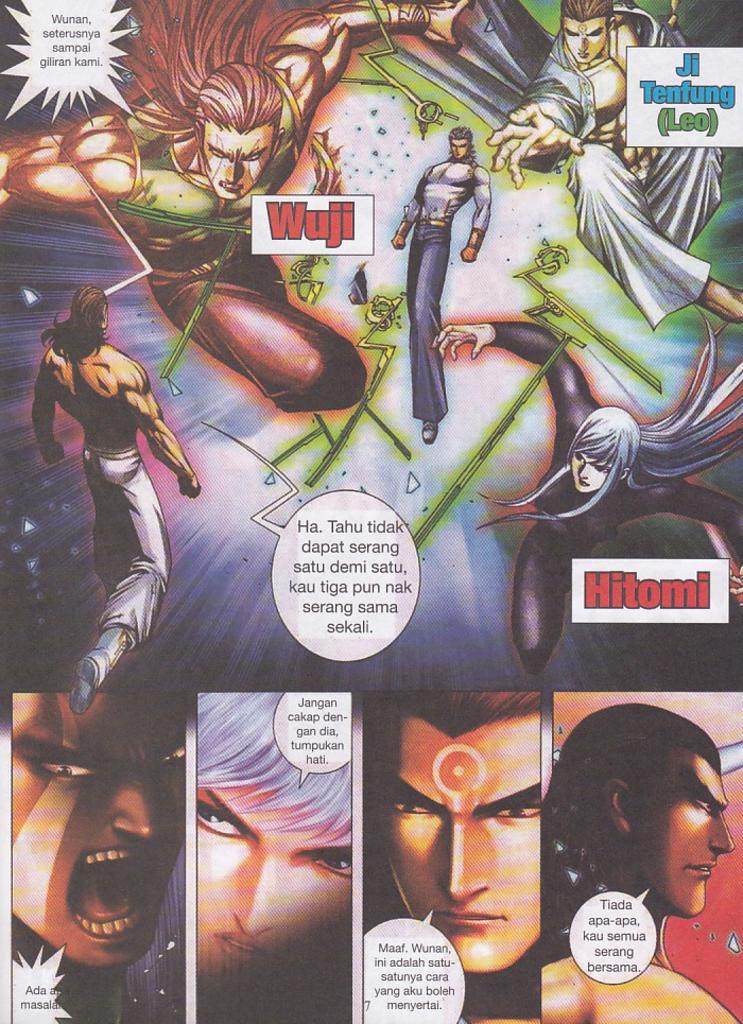 Wunan,
seterusnya
sampai
giliran kami.
Ji
Tenfung
(Leo)
Wuji
Ha. Tahu tidak
dapat serang
satu demi satu,
kau tiga pun nak
serang sama
sekali.
Hitomi
Ada
masala
Jangan
cakap den-
gan dia,
tumpukan
hati.
Maaf. Wunan,
ini adalah satu-
satunya cara
yang aku boleh
menyertai.
Tiada
apa-apa,
kau semua
serang
bersama.
7